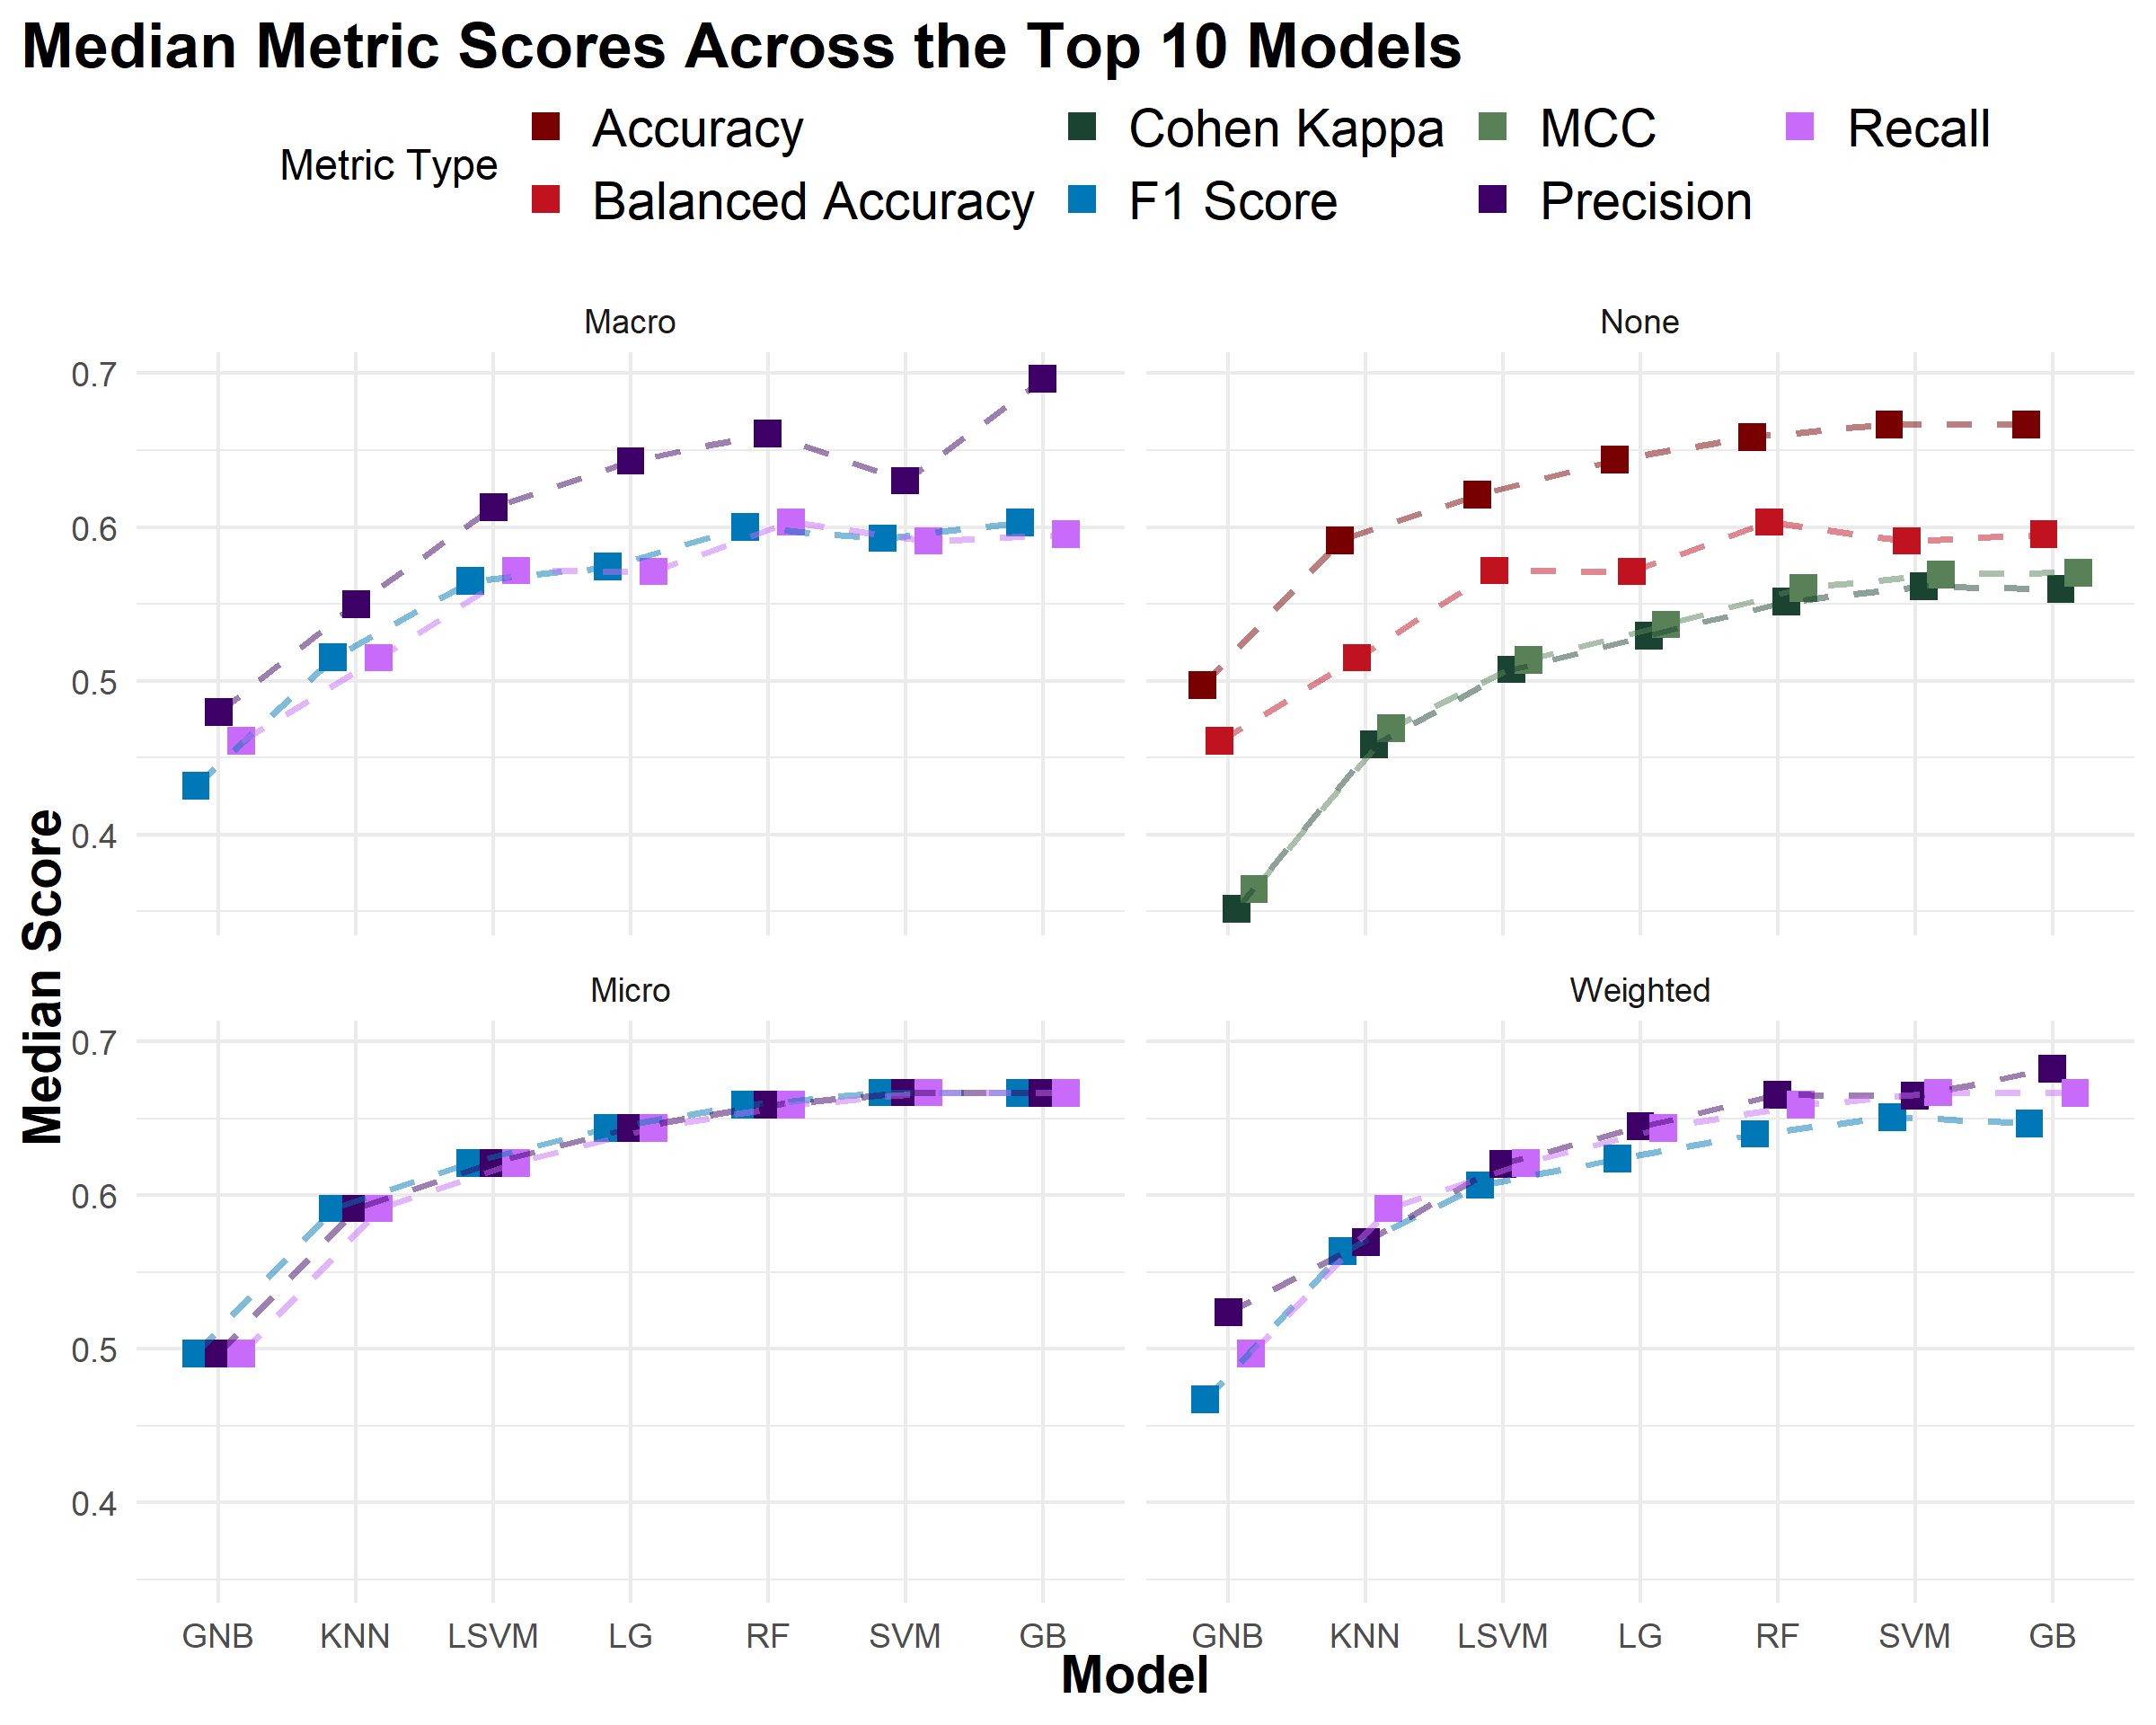 Median Metric Scores Across the Top 10 Models
Metric Type
Accuracy
Cohen Kappa
MCC
Recall
Balanced Accuracy
F1 Score
Precision
Macro
None
0.7
0.6
0.5
0.4
Median Score
Micro
Weighted
0.7
0.6
0.5
0.4
GNB KNN LSVM LG RF SVM GB
GNB KNN LSVM LG RF SVM GB
Model